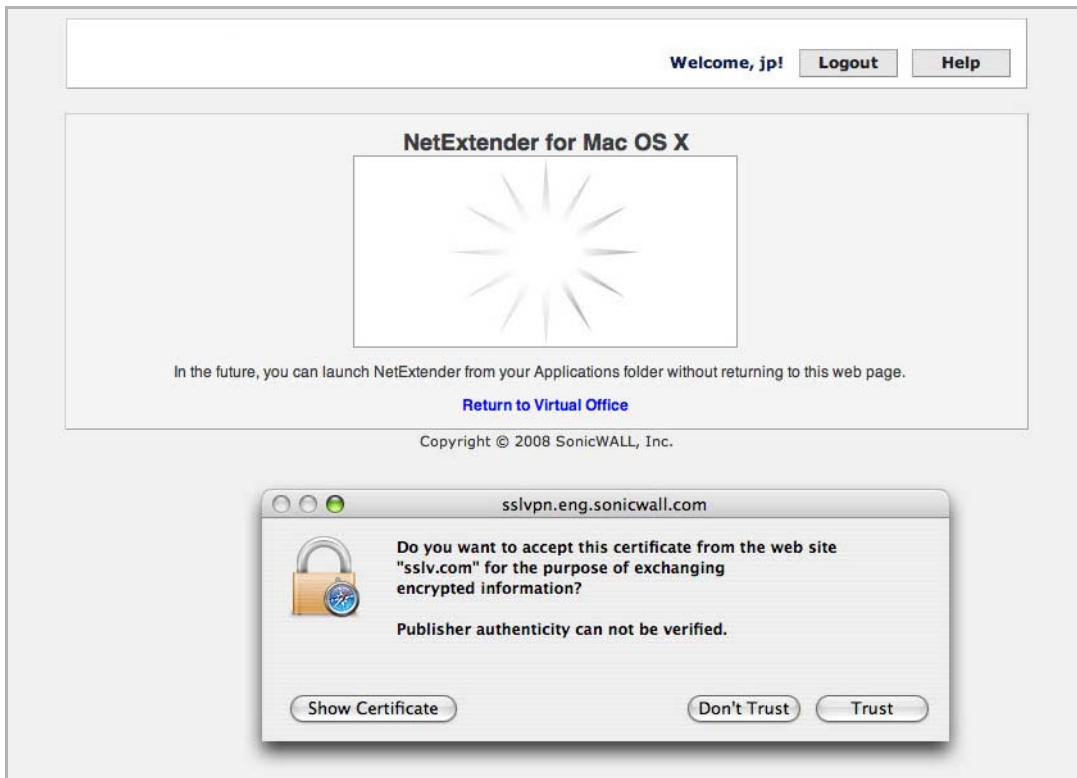 Welcome, jp! Logout Help
NetExtender for Mac OS X
In the future, you can launch NetExtender from your Applications folder without returning to this web page.
Return to Virtual Office
Copyright © 2008 SonicWALL, Inc.
sslvpn.eng.sonicwall.com
Do you want to accept this certificate from the web site
"sslv.com" for the purpose of exchanging
encrypted information?
Publisher authenticity can not be verified.
Show Certificate Don't Trust Trust